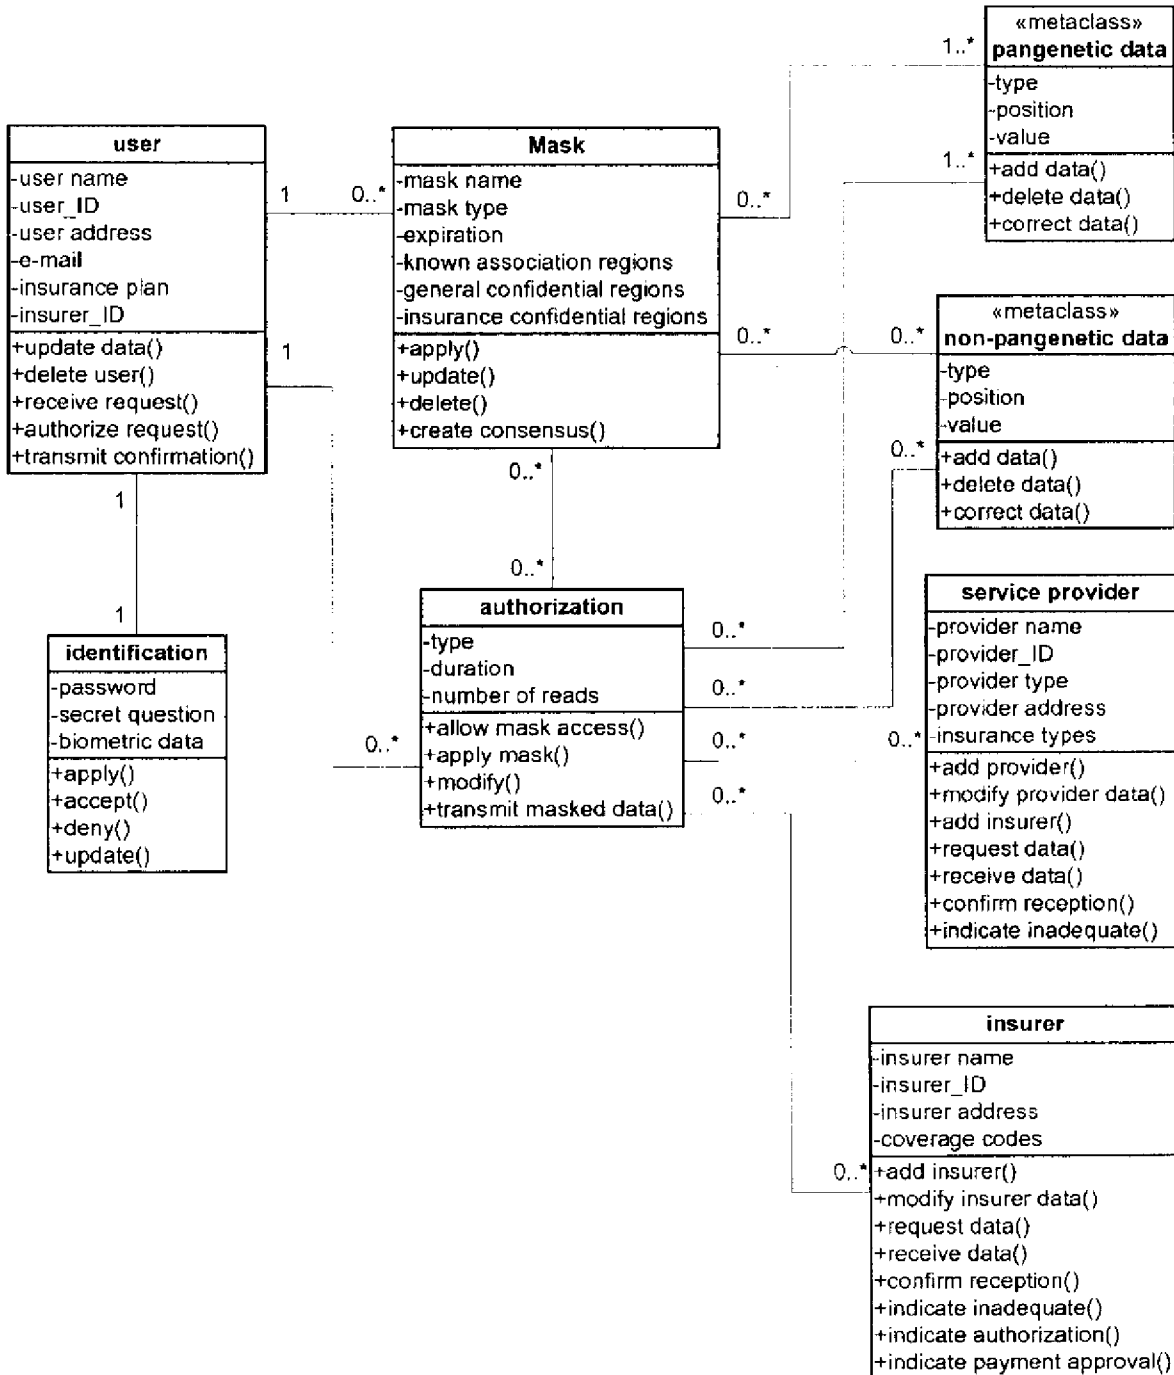 «metaclass»
pangenetic data
-type
-position
-value
+add data()
+delete data()
+correct data()
1..*
1..*
user
-user name
-user_ID
-user address
-e-mail
-insurance plan
-insurer_ID
+update data()
+delete user()
+receive request()
+authorize request()
+transmit confirmation()
1
0..*
1
1
Mask
-mask name
-mask type
-expiration
-known association regions
-general confidential regions
-insurance confidential regions
+apply()
+update()
+delete()
+create consensus()
0..*
0..*
0..*
0..*
«metaclass»
non-pangenetic data
-type
-position
-value
+add data()
+delete data()
+correct data()
0..*
0..*
1
identification
-password
-secret question
-biometric data
+apply()
+accept()
+deny()
+update()
0..*
authorization
-type
-duration
-number of reads
+allow mask access()
+apply mask()
+modify()
+transmit masked data()
0..*
0..*
0..*
0..*
0..*
service provider
-provider name
-provider_ID
-provider type
-provider address
-insurance types
+add provider()
+modify provider data()
+add insurer()
+request data()
+receive data()
+confirm reception()
+indicate inadequate()
0..*
insurer
-insurer name
-insurer_ID
-insurer address
-coverage codes
+add insurer()
+modify insurer data()
+request data()
+receive data()
+confirm reception()
+indicate inadequate()
+indicate authorization()
+indicate payment approval()
0..*